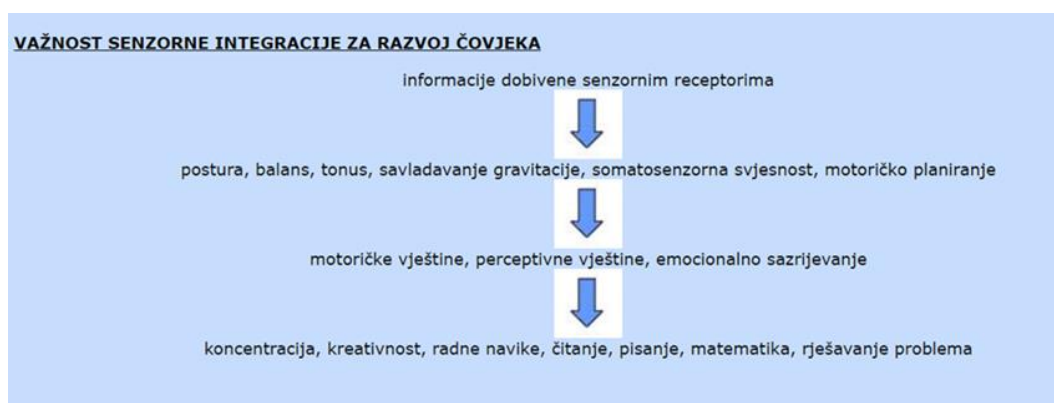 VAŽNOST SENZORNE INTEGRACIJE ZA RAZVOJ ČOVJEKA
informacije dobivene senzornim receptorima
postura, balans, tonus, savladavanje gravitacije, somatosenzorna svjesnost, motoričko planiranje
motoričke vještine, perceptivne vještine, emocionalno sazrijevanje
koncentracija, kreativnost, radne navike, čitanje, pisanje, matematika, rješavanje problema